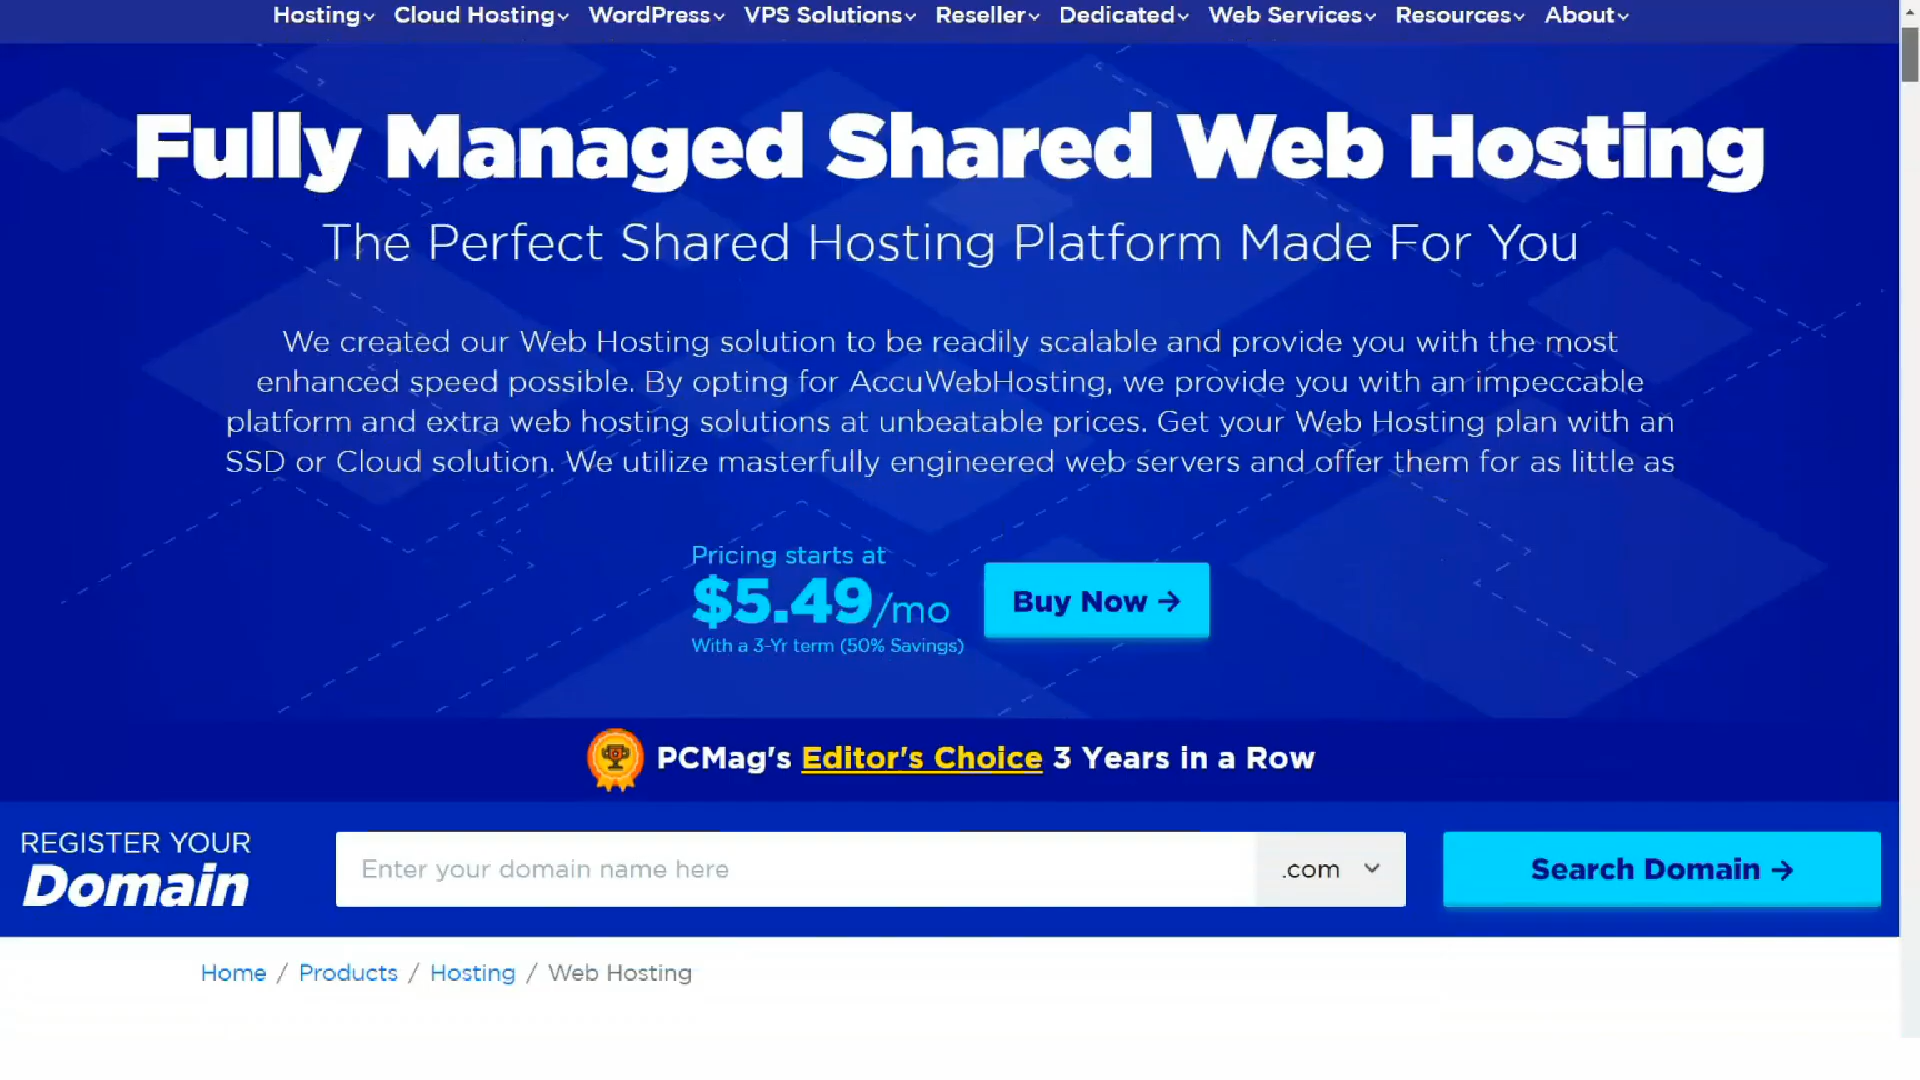 Hosting Cloud Hosting WordPress VPS Solutions Reseller Dedicated Web Services Resources About
Fully Managed Shared Web Hosting
The Perfect Shared Hosting Platform Made For You
We created our Web Hosting solution to be readily scalable and provide you with the most
enhanced speed possible. By opting for AccuWebHosting, we provide you with an impeccable
platform and extra web hosting solutions at unbeatable prices. Get your Web Hosting plan with an
SSD or Cloud solution. We utilize masterfully engineered web servers and offer them for as little as
Pricing starts at
$5.49/mo
With a 3-Yr term (50% Savings)
Buy Now →
PCMag's Editor's Choice 3 Years in a Row
REGISTER YOUR
Domain
Enter your domain name here
.com
Search Domain →
Home / Products / Hosting / Web Hosting